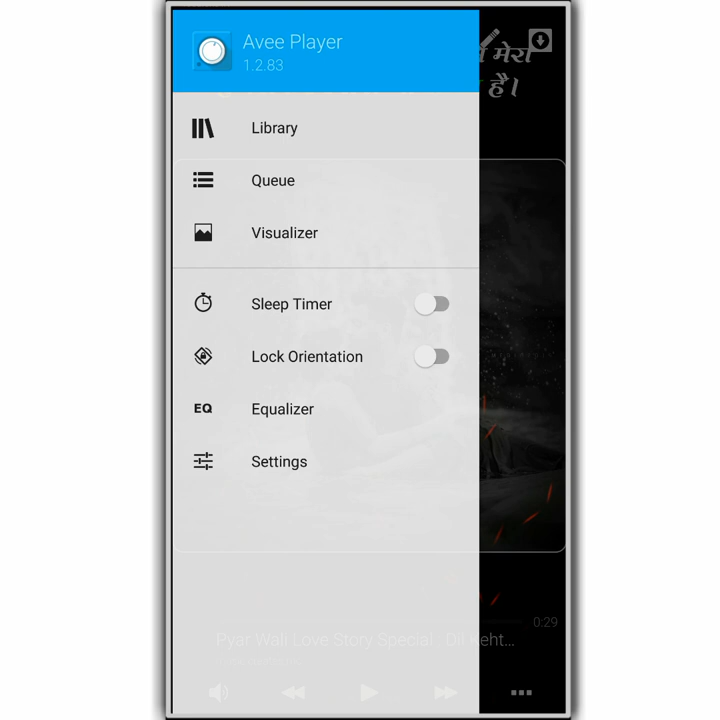 Avee Player
1.2.83
मेरा
है।
Library
Queue
Visualizer
Sleep Timer
Lock Orientation
EQ
Equalizer
Settings
0:29
Pyar Wali Love Story Special